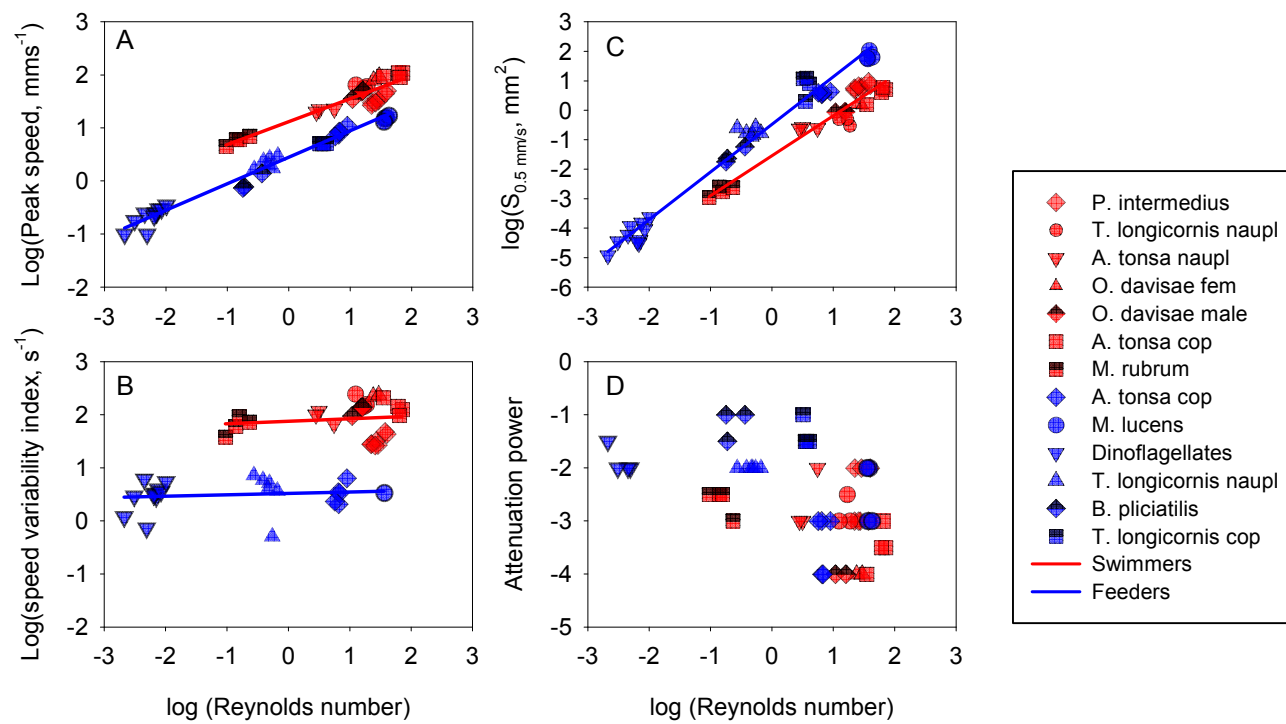 A
Log(Peak speed, mms⁻¹)
3
2
1
0
-1
-2
-3 -2 -1 0 1 2 3
C
log(S₀.₅ ₘₘ/ₛ, mm²)
3
2
1
0
-1
-2
-3
-4
-5
-6
-3 -2 -1 0 1 2 3
B
Log(speed variability index, s⁻¹)
3
2
1
0
-1
-2
-3 -2 -1 0 1 2 3
log (Reynolds number)
D
Attenuation power
-0
-1
-2
-3
-4
-5
-3 -2 -1 0 1 2 3
log (Reynolds number)
P. intermedius
T. longicornis naupl
A. tonsa naupl
O. davisae fem
O. davisae male
A. tonsa cop
M. rubrum
A. tonsa cop
M. lucens
Dinoflagellates
T. longicornis naupl
B. pliciatilis
T. longicornis cop
Swimmers
Feeders